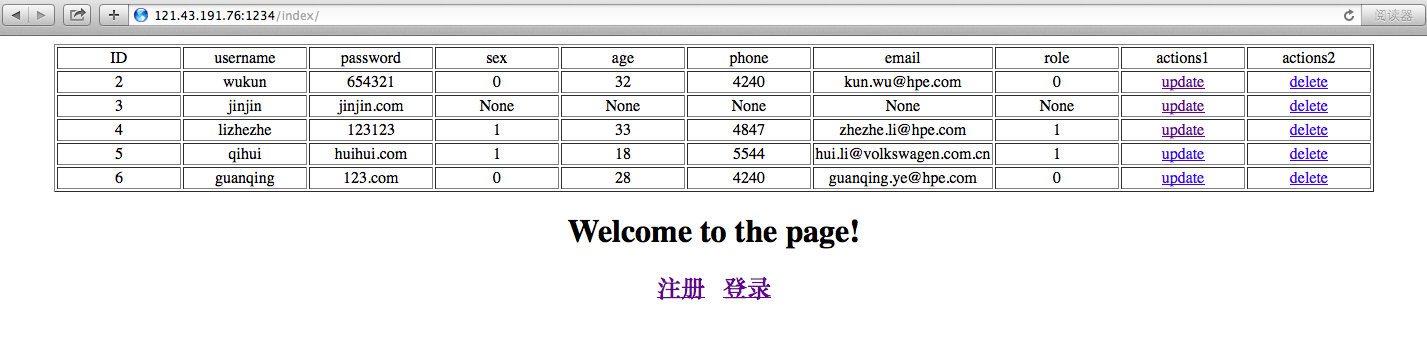 121.43.191.76:1234/index/ 阅读器
ID username password sex age phone email role actions1 actions2
2 wukun 654321 0 32 4240 kun.wu@hpe.com 0 update delete
3 jinjin jinjin.com None None None None None update delete
4 lizhezhe 123123 1 33 4847 zhezhe.li@hpe.com 1 update delete
5 qihui huihui.com 1 18 5544 hui.li@volkswagen.com.cn 1 update delete
6 guanqing 123.com 0 28 4240 guanqing.ye@hpe.com 0 update delete
Welcome to the page!
注册 登录